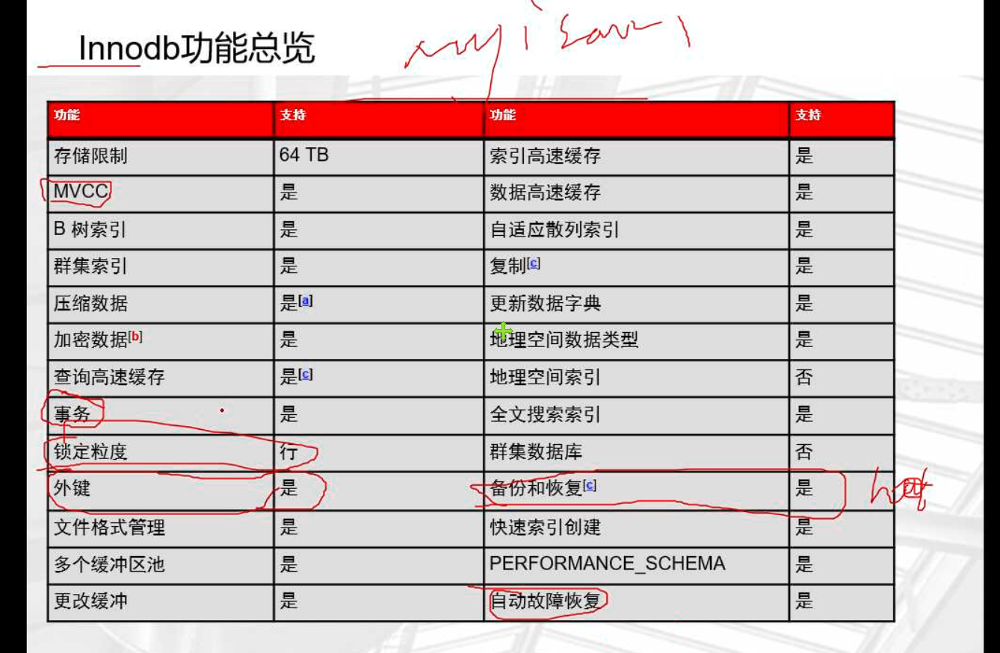 Innodb功能总览
myisam
功能 支持 功能 支持
存储限制 64 TB 索引高速缓存 是
MVCC 是 数据高速缓存 是
B 树索引 是 自适应散列索引 是
群集索引 是 复制[c] 是
压缩数据 是[a] 更新数据字典 是
加密数据[b] 是 地理空间数据类型 是
查询高速缓存 是[c] 地理空间索引 否
事务 是 全文搜索索引 是
锁定粒度 行 群集数据库 否
外键 是 备份和恢复[c] 是 hot
文件格式管理 是 快速索引创建 是
多个缓冲区池 是 PERFORMANCE_SCHEMA 是
更改缓冲 是 自动故障恢复 是